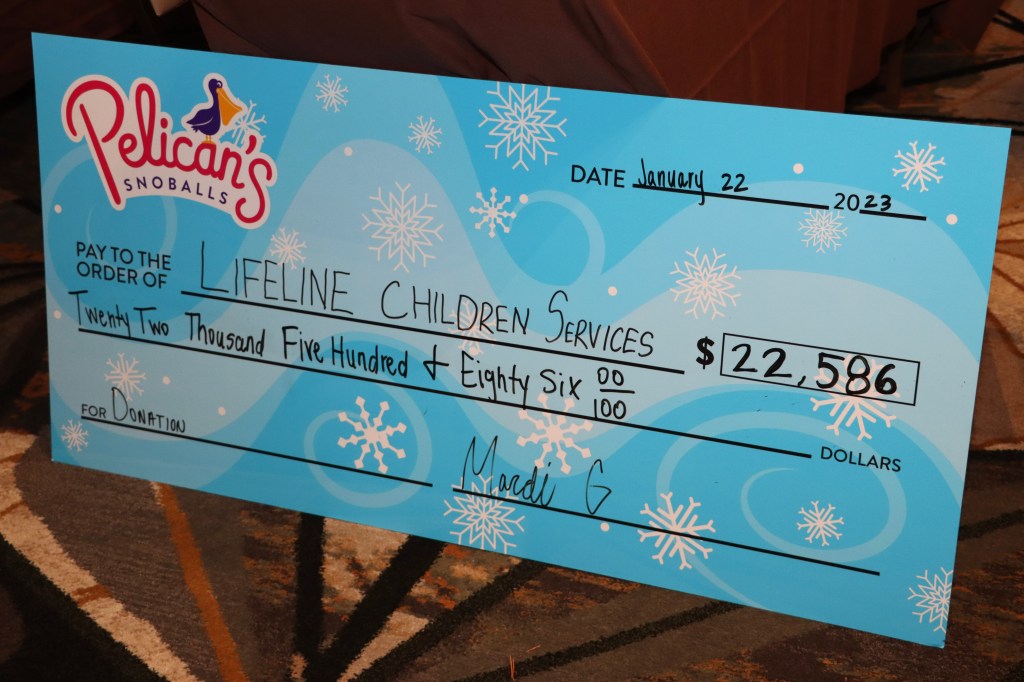 Pelican's
SNOBALLS
DATE January 22 2023
PAY TO THE
ORDER OF LIFELINE CHILDREN SERVICES
$ 22,586
Twenty Two Thousand Five Hundred & Eighty Six 00/100 DOLLARS
FOR DONATION
Mardi G